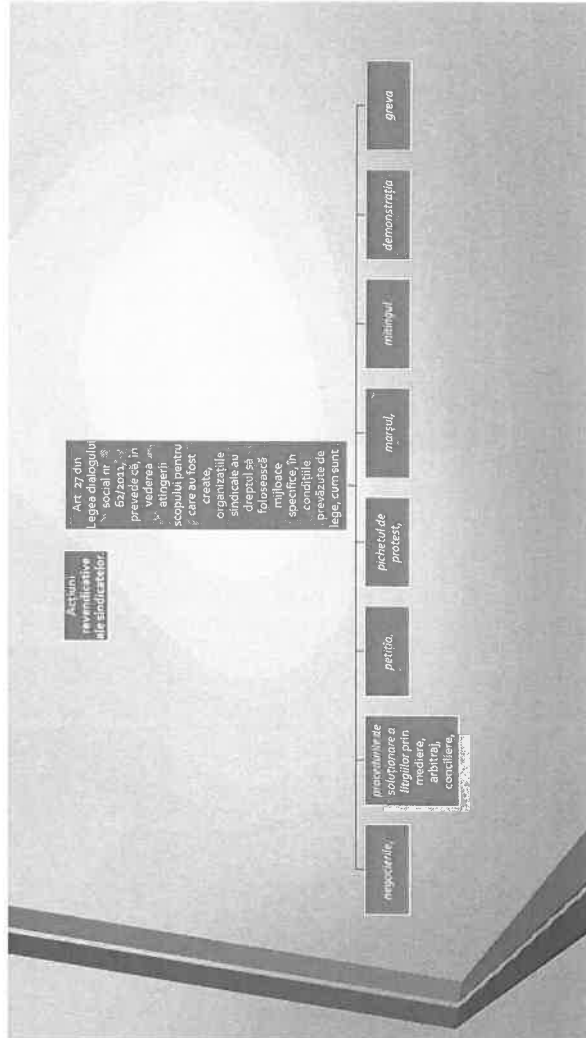 Acțiuni
revendicative
ale sindicatelor.
Art 27 din
Legea dialogului
social nr
62/2011,
prevede că, în
vederea
atingerii
scopului pentru
care au fost
create,
organizațiile
sindicale au
dreptul să
folosească
mijloace
specifice, în
condițiile
prevăzute de
lege, cum sunt
negocierile,
procedurile de
soluționare a
litigiilor prin
mediere,
arbitraj,
conciliere,
petiția,
pichetul de
protest,
marșul,
mitingul
demonstrația
greva